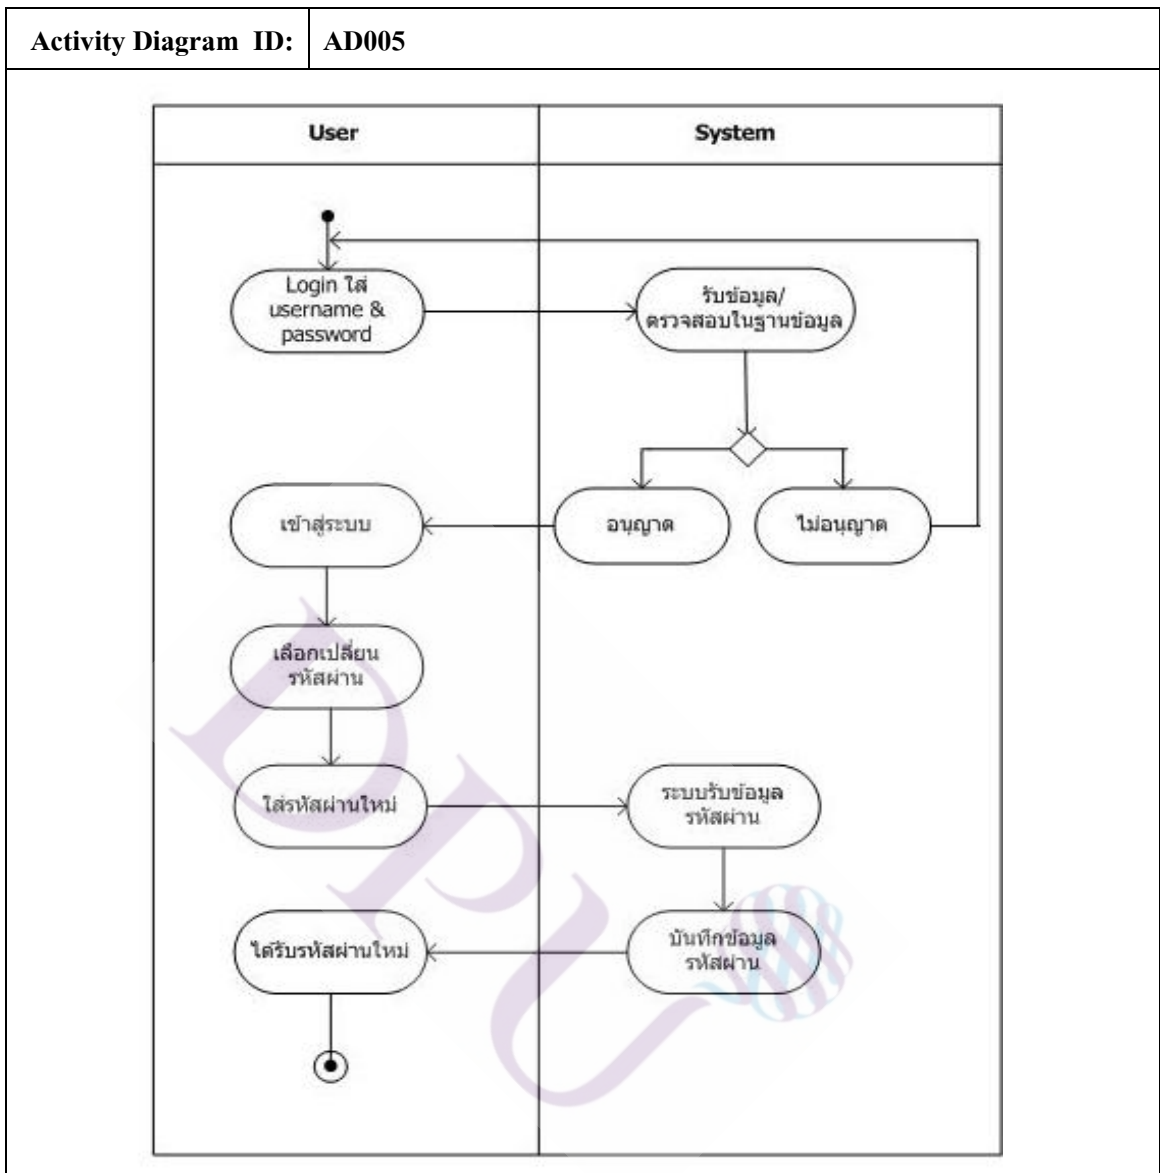 Activity Diagram ID: AD005
User System
Login ใส่
username &
password
รับข้อมูล/
ตรวจสอบในฐานข้อมูล
อนุญาต
ไม่อนุญาต
เข้าสู่ระบบ
เลือกเปลี่ยน
รหัสผ่าน
ใส่รหัสผ่านใหม่
ระบบรับข้อมูล
รหัสผ่าน
บันทึกข้อมูล
รหัสผ่าน
ได้รับรหัสผ่านใหม่
DPU